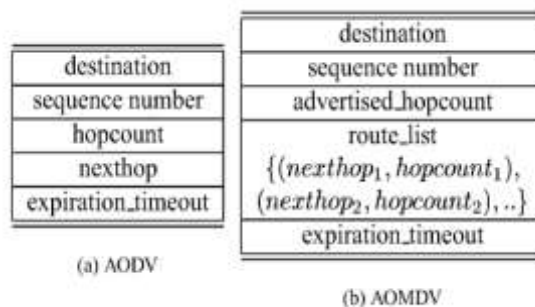 destination
sequence number
hopcount
nexthop
expiration_timeout
(a) AODV
destination
sequence number
advertised_hopcount
route_list
{(nexthop₁, hopcount₁),
(nexthop₂, hopcount₂), ..}
expiration_timeout
(b) AOMDV